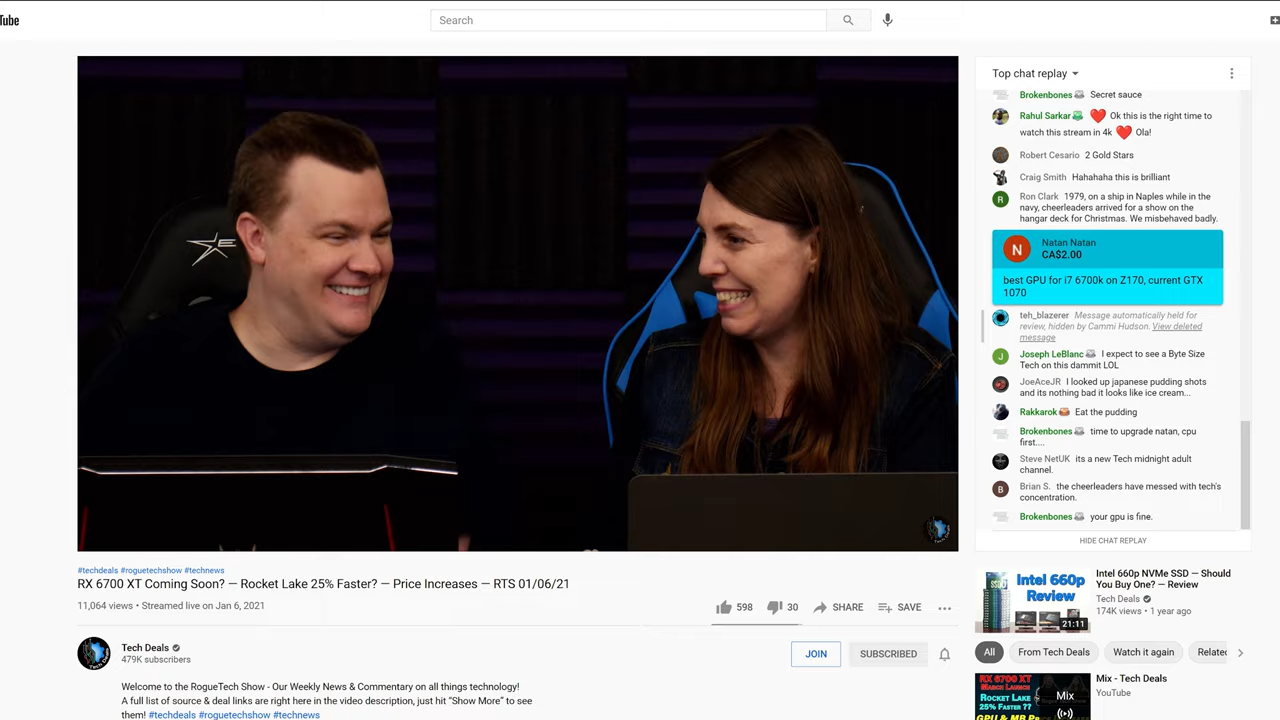 Tube
Search
Top chat replay
Brokenbones Secret sauce
Rahul Sarkar ❤️ Ok this is the right time to
watch this stream in 4k ❤️ Ola!
Robert Cesario 2 Gold Stars
Craig Smith Hahahaha this is brilliant
R
Ron Clark 1979, on a ship in Naples while in the
navy, cheerleaders arrived for a show on the
hangar deck for Christmas. We misbehaved badly.
N
Natan Natan
CA$2.00
best GPU for i7 6700k on Z170, current GTX
1070
teh_blazerer Message automatically held for
review, hidden by Cammi Hudson. View deleted
message
J
Joseph LeBlanc I expect to see a Byte Size
Tech on this dammit LOL
JoeAceJR I looked up japanese pudding shots
and its nothing bad it looks like ice cream...
Rakkarok Eat the pudding
Brokenbones time to upgrade natan, cpu
first....
Steve NetUK its a new Tech midnight adult
channel.
B
Brian S. the cheerleaders have messed with tech's
concentration.
Brokenbones your gpu is fine.
HIDE CHAT REPLAY
#techdeals #roguetechshow #technews
RX 6700 XT Coming Soon? — Rocket Lake 25% Faster? — Price Increases — RTS 01/06/21
11,064 views • Streamed live on Jan 6, 2021
598
30
SHARE
SAVE
Tech Deals
479K subscribers
JOIN
SUBSCRIBED
Welcome to the RogueTech Show - Our Weekly News & Commentary on all things technology!
A full list of source & deal links are right here in the video description, just hit "Show More" to see
them! #techdeals #roguetechshow #technews
Intel 660p
Review
21:11
Intel 660p NVMe SSD — Should
You Buy One? — Review
Tech Deals
174K views • 1 year ago
All
From Tech Deals
Watch it again
Related
RX 6700 XT
March Launch
Rocket Lake
25% Faster ??
Mix
Mix - Tech Deals
YouTube